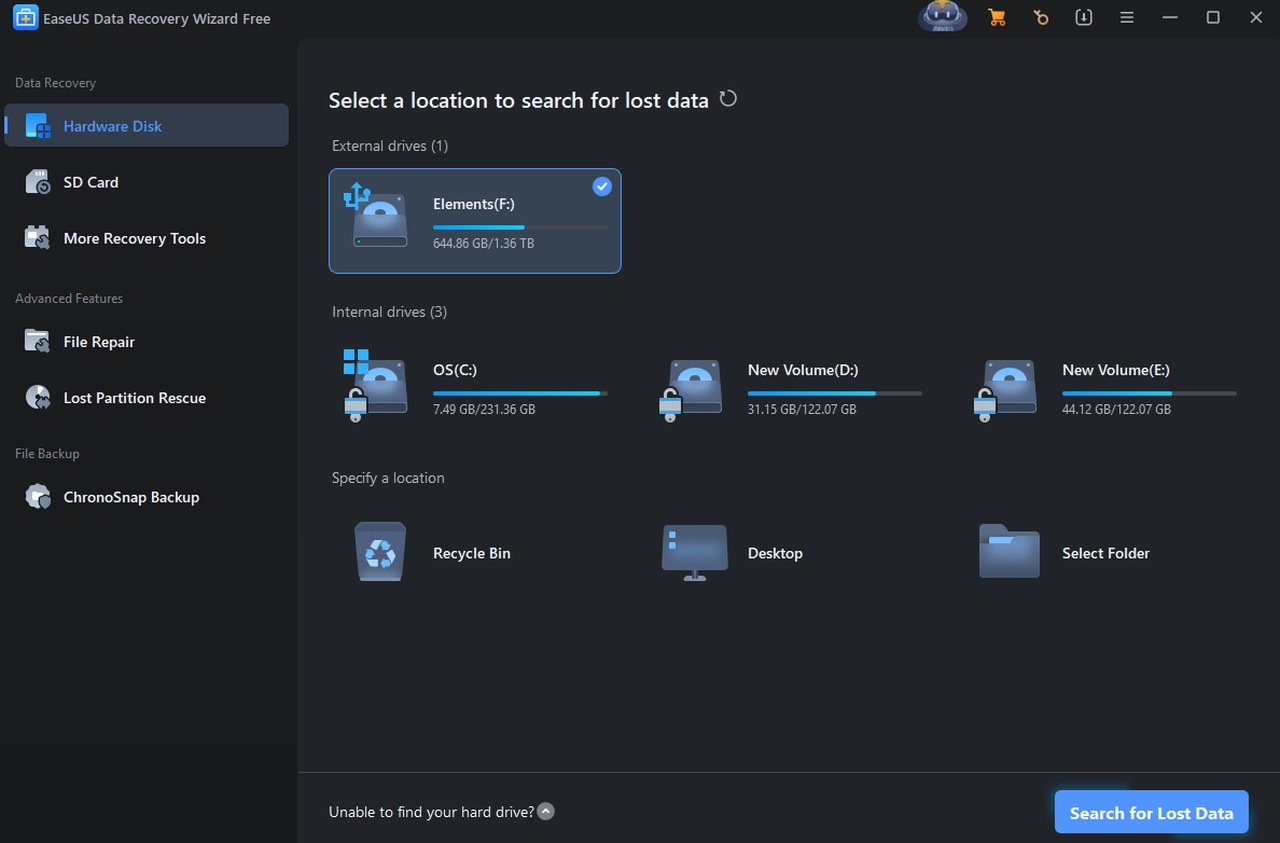 EaseUS Data Recovery Wizard Free
Data Recovery
Hardware Disk
SD Card
More Recovery Tools
Advanced Features
File Repair
Lost Partition Rescue
File Backup
ChronoSnap Backup
Select a location to search for lost data
External drives (1)
Elements(F:)
644.86 GB/1.36 TB
Internal drives (3)
OS(C:)
7.49 GB/231.36 GB
New Volume(D:)
31.15 GB/122.07 GB
New Volume(E:)
44.12 GB/122.07 GB
Specify a location
Recycle Bin
Desktop
Select Folder
Unable to find your hard drive?
Search for Lost Data